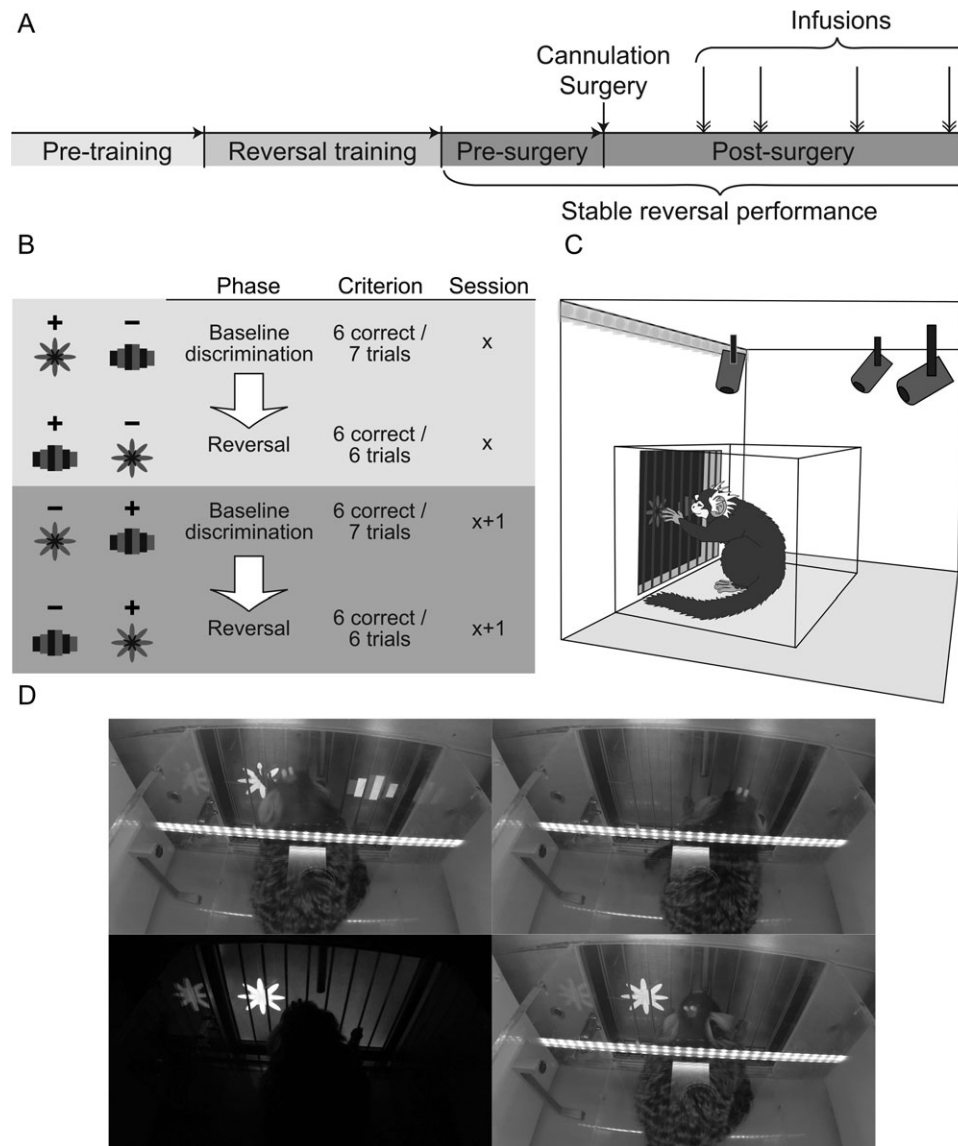 A
Infusions
Cannulation
Surgery
Pre-training
Reversal training
Pre-surgery
Post-surgery
Stable reversal performance
B
Phase Criterion Session
+ −
Baseline discrimination
6 correct / 7 trials
x
+ −
Reversal
6 correct / 6 trials
x
− +
Baseline discrimination
6 correct / 7 trials
x+1
− +
Reversal
6 correct / 6 trials
x+1
C
D